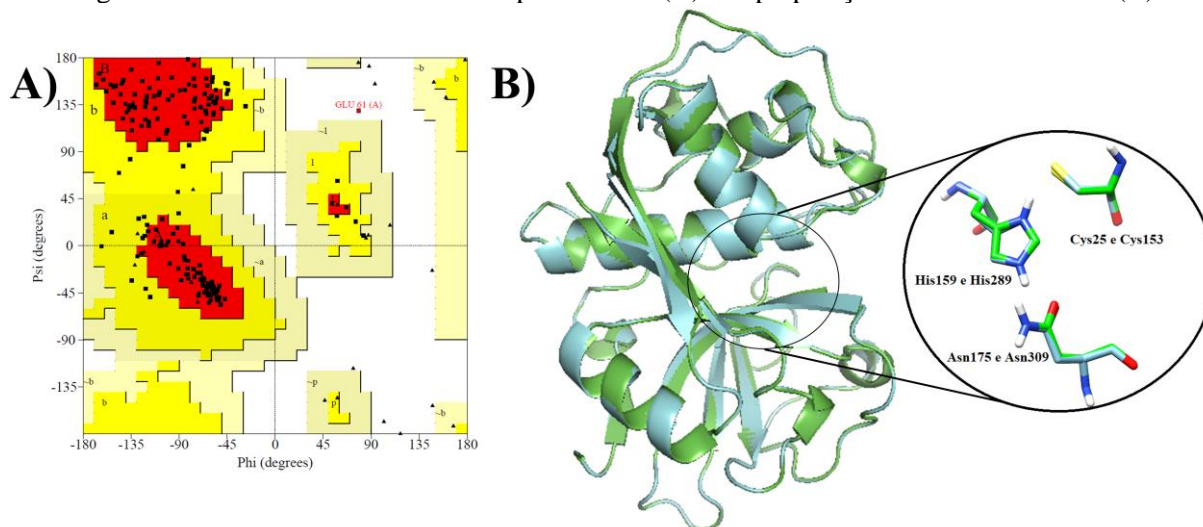 A)
180
135
90
45
0
-45
-90
-135
Psi (degrees)
B
b
~b
b
~b
GLU 61 (A)
~l
l
a
~a
~b
b
~p
p
~b
-180
-135
-90
-45
0
45
90
135
180
Phi (degrees)
B)
Cys25 e Cys153
His159 e His289
Asn175 e Asn309